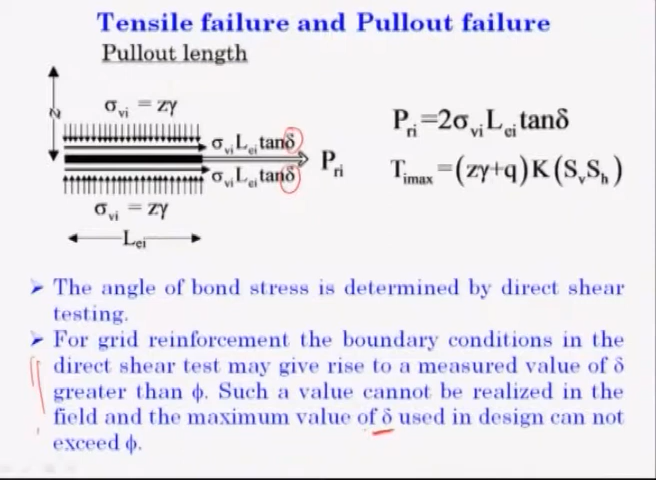 Tensile failure and Pullout failure
Pullout length
σvi = zγ
z
σviLeitanδ
σviLeitanδ
Pri
σvi = zγ
Lei
Pri=2σviLeitanδ
Timax=(zγ+q)K(SvSh)
➢ The angle of bond stress is determined by direct shear
testing.
➢ For grid reinforcement the boundary conditions in the
direct shear test may give rise to a measured value of δ
greater than ϕ. Such a value cannot be realized in the
field and the maximum value of δ used in design can not
exceed ϕ.